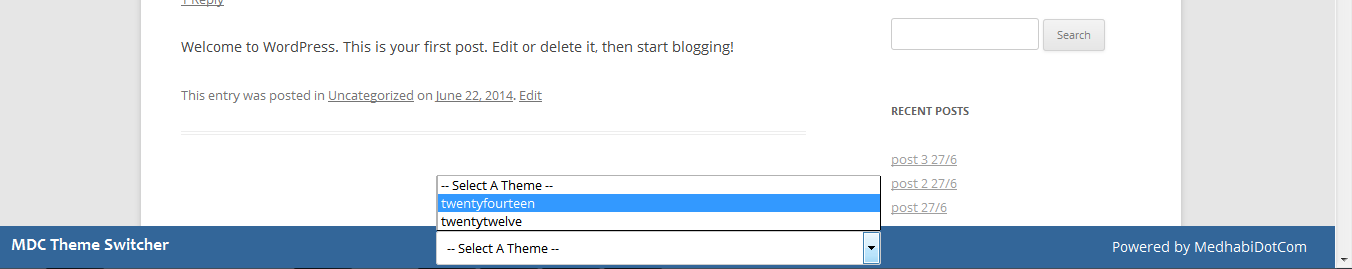 1 Reply
Welcome to WordPress. This is your first post. Edit or delete it, then start blogging!
This entry was posted in Uncategorized on June 22, 2014. Edit
Search
RECENT POSTS
post 3 27/6
post 2 27/6
post 27/6
-- Select A Theme --
twentyfourteen
twentytwelve
MDC Theme Switcher
-- Select A Theme --
Powered by MedhabiDotCom